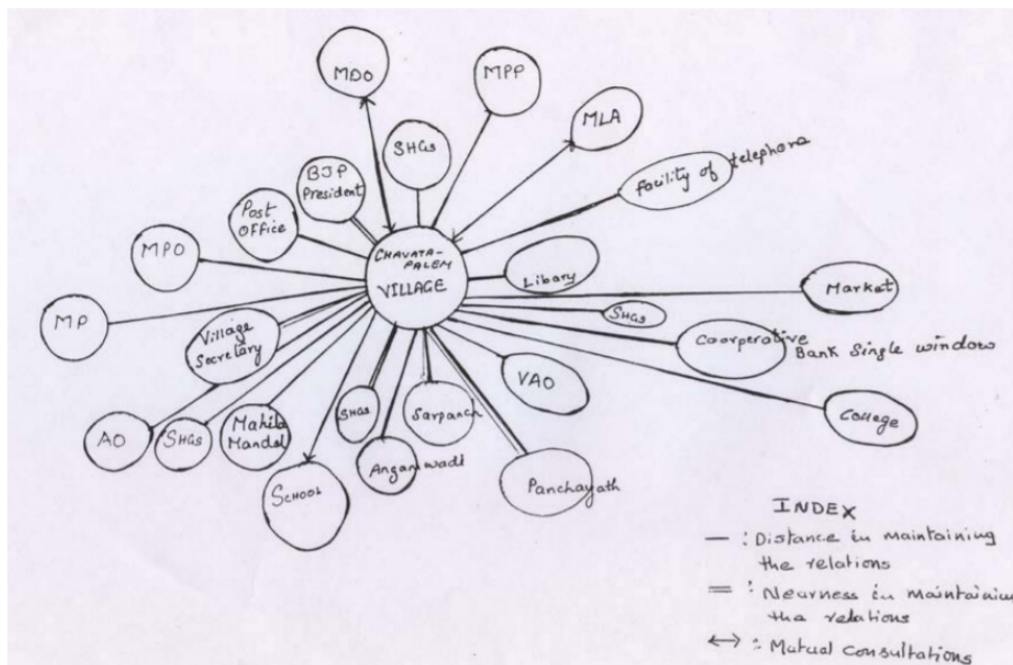 MDO
MPP
MLA
SHGs
facility of telephora
BJP
President
Post
Office
CHAVATA-
PALEM
VILLAGE
MPO
Libary
Market
SHGs
MP
Village
Secretary
Coorperative
Bank Single window
VAO
College
AO
SHGs
Mahila
Mandal
SHGs
Sarpanch
Anganwadi
SCHOOL
Panchayath
INDEX
— : Distance in maintaining
the relations
= : Nearness in maintaining
the relations
↔ : Mutual Consultations